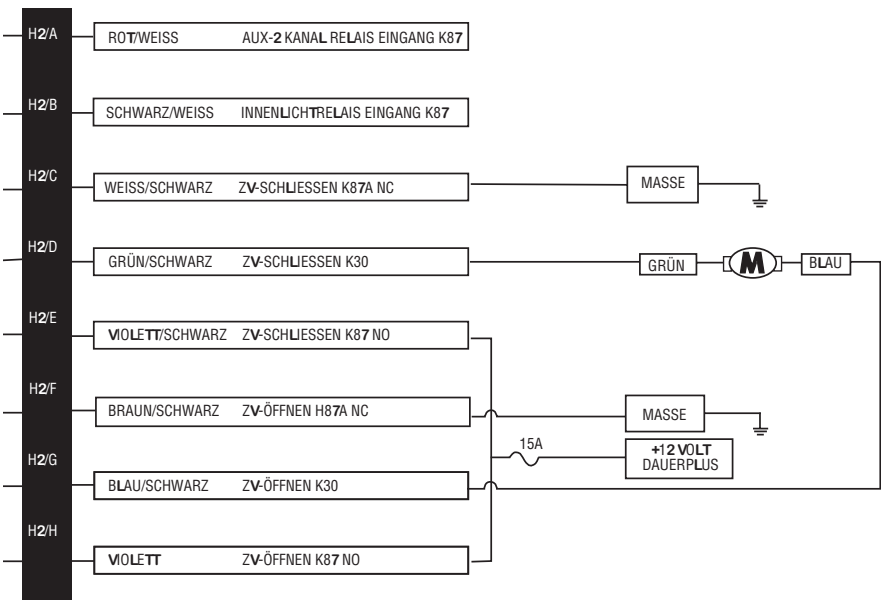 H2/A ROT/WEISS AUX-2 KANAL RELAIS EINGANG K87
H2/B SCHWARZ/WEISS INNENLICHTRELAIS EINGANG K87
H2/C WEISS/SCHWARZ ZV-SCHLIESSEN K87A NC MASSE
H2/D GRÜN/SCHWARZ ZV-SCHLIESSEN K30 GRÜN M BLAU
H2/E VIOLETT/SCHWARZ ZV-SCHLIESSEN K87 NO
H2/F BRAUN/SCHWARZ ZV-ÖFFNEN H87A NC MASSE
15A +12 VOLT
DAUERPLUS
H2/G BLAU/SCHWARZ ZV-ÖFFNEN K30
H2/H VIOLETT ZV-ÖFFNEN K87 NO